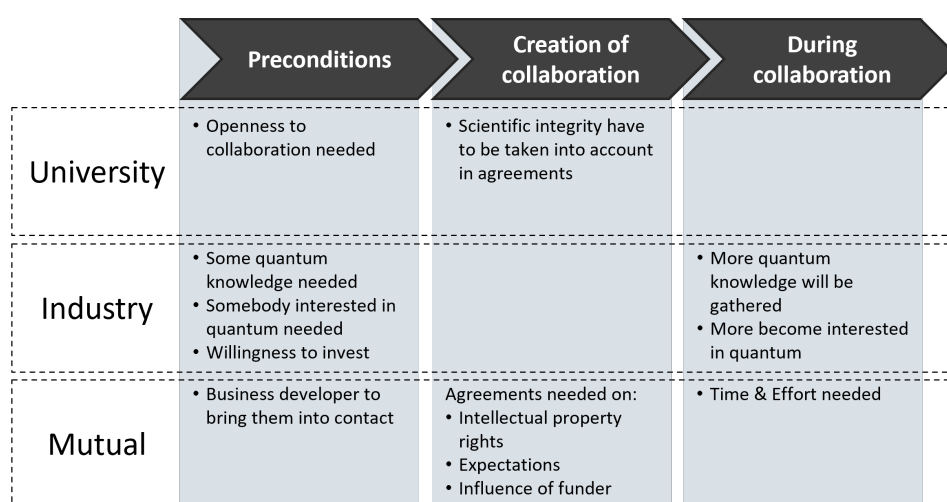 Preconditions
Creation of
collaboration
During
collaboration
University
• Openness to
collaboration needed
• Scientific integrity have
to be taken into account
in agreements
Industry
• Some quantum
knowledge needed
• Somebody interested in
quantum needed
• Willingness to invest
• More quantum
knowledge will be
gathered
• More become interested
in quantum
Mutual
• Business developer to
bring them into contact
Agreements needed on:
• Intellectual property
rights
• Expectations
• Influence of funder
• Time & Effort needed